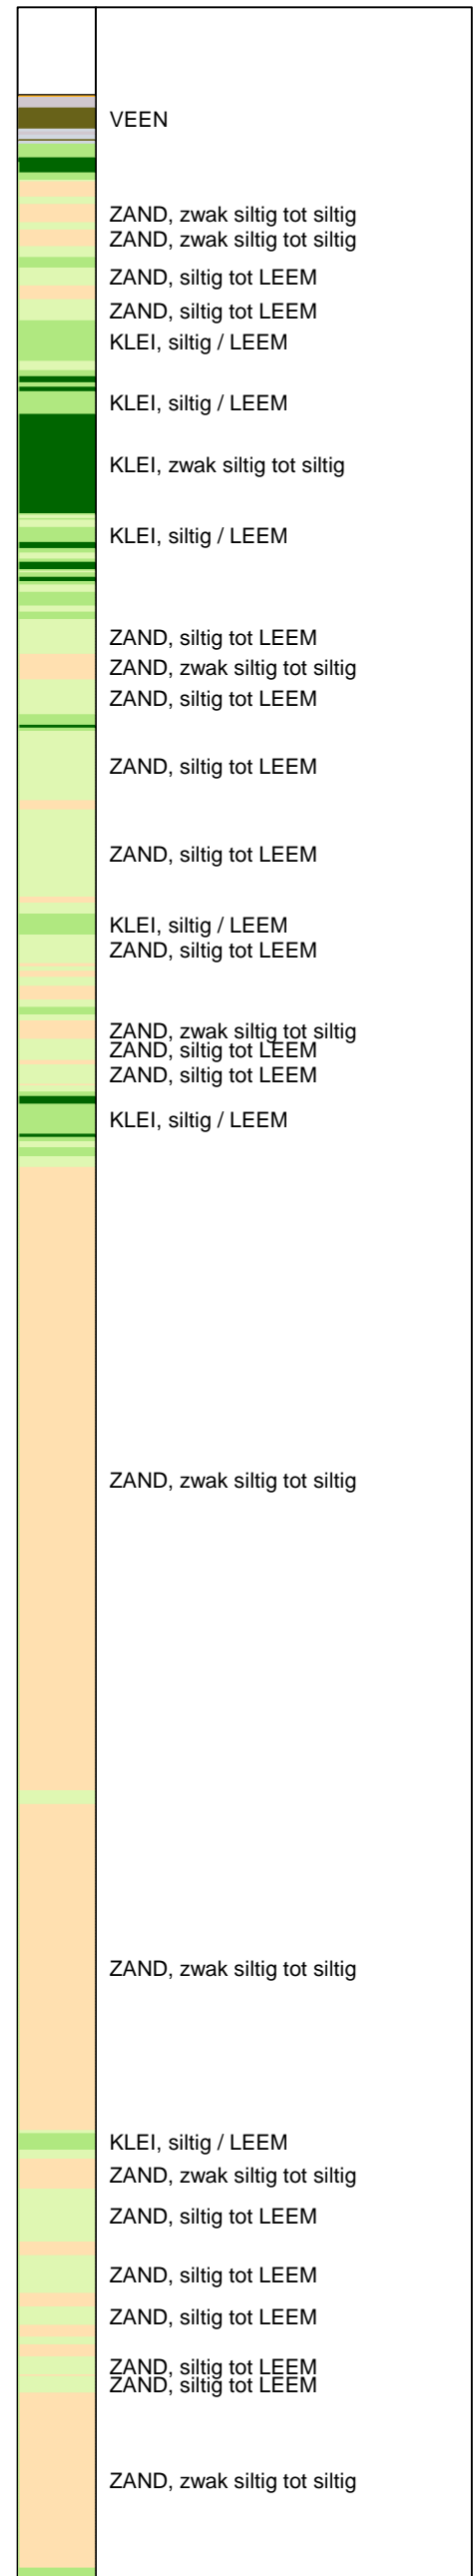 VEEN
ZAND, zwak siltig tot siltig
ZAND, zwak siltig tot siltig
ZAND, siltig tot LEEM
ZAND, siltig tot LEEM
KLEI, siltig / LEEM
KLEI, siltig / LEEM
KLEI, zwak siltig tot siltig
KLEI, siltig / LEEM
ZAND, siltig tot LEEM
ZAND, zwak siltig tot siltig
ZAND, siltig tot LEEM
ZAND, siltig tot LEEM
ZAND, siltig tot LEEM
KLEI, siltig / LEEM
ZAND, siltig tot LEEM
ZAND, zwak siltig tot siltig
ZAND, siltig tot LEEM
ZAND, siltig tot LEEM
KLEI, siltig / LEEM
ZAND, zwak siltig tot siltig
ZAND, zwak siltig tot siltig
KLEI, siltig / LEEM
ZAND, zwak siltig tot siltig
ZAND, siltig tot LEEM
ZAND, siltig tot LEEM
ZAND, siltig tot LEEM
ZAND, siltig tot LEEM
ZAND, siltig tot LEEM
ZAND, zwak siltig tot siltig